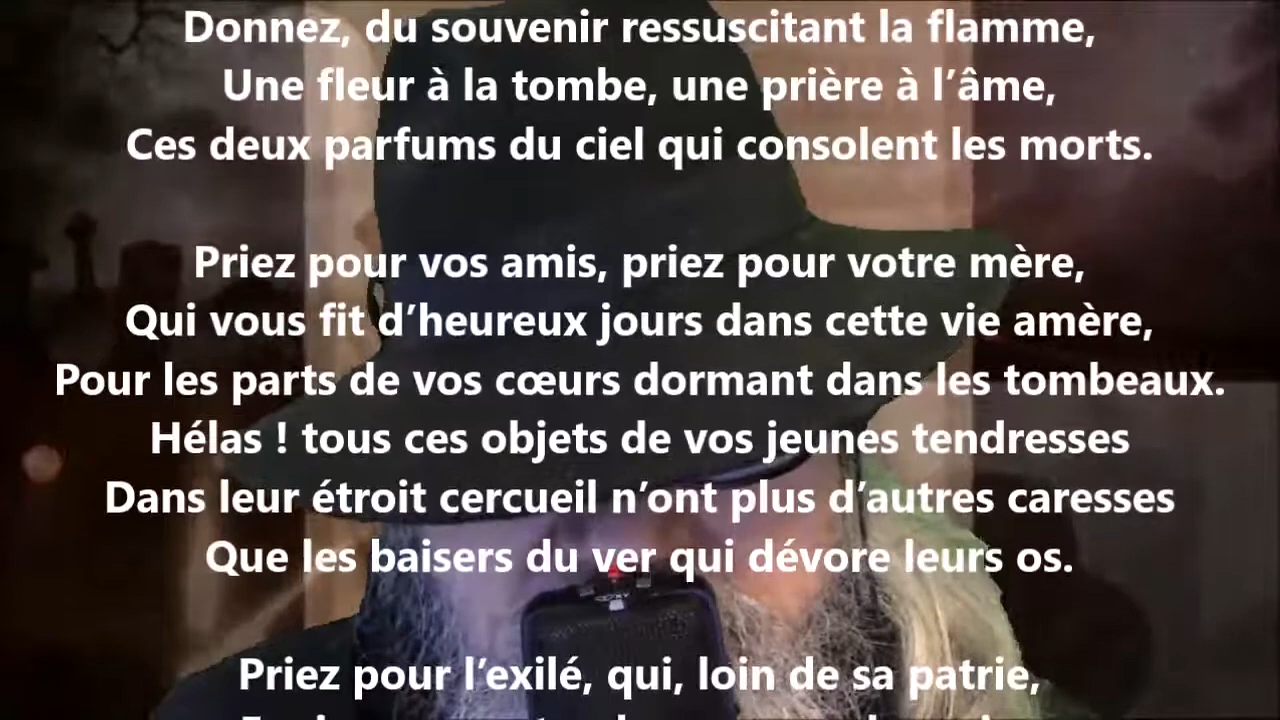 Donnez, du souvenir ressuscitant la flamme,
Une fleur à la tombe, une prière à l’âme,
Ces deux parfums du ciel qui consolent les morts.
Priez pour vos amis, priez pour votre mère,
Qui vous fit d’heureux jours dans cette vie amère,
Pour les parts de vos cœurs dormant dans les tombeaux.
Hélas ! tous ces objets de vos jeunes tendresses
Dans leur étroit cercueil n’ont plus d’autres caresses
Que les baisers du ver qui dévore leurs os.
Priez pour l’exilé, qui, loin de sa patrie,